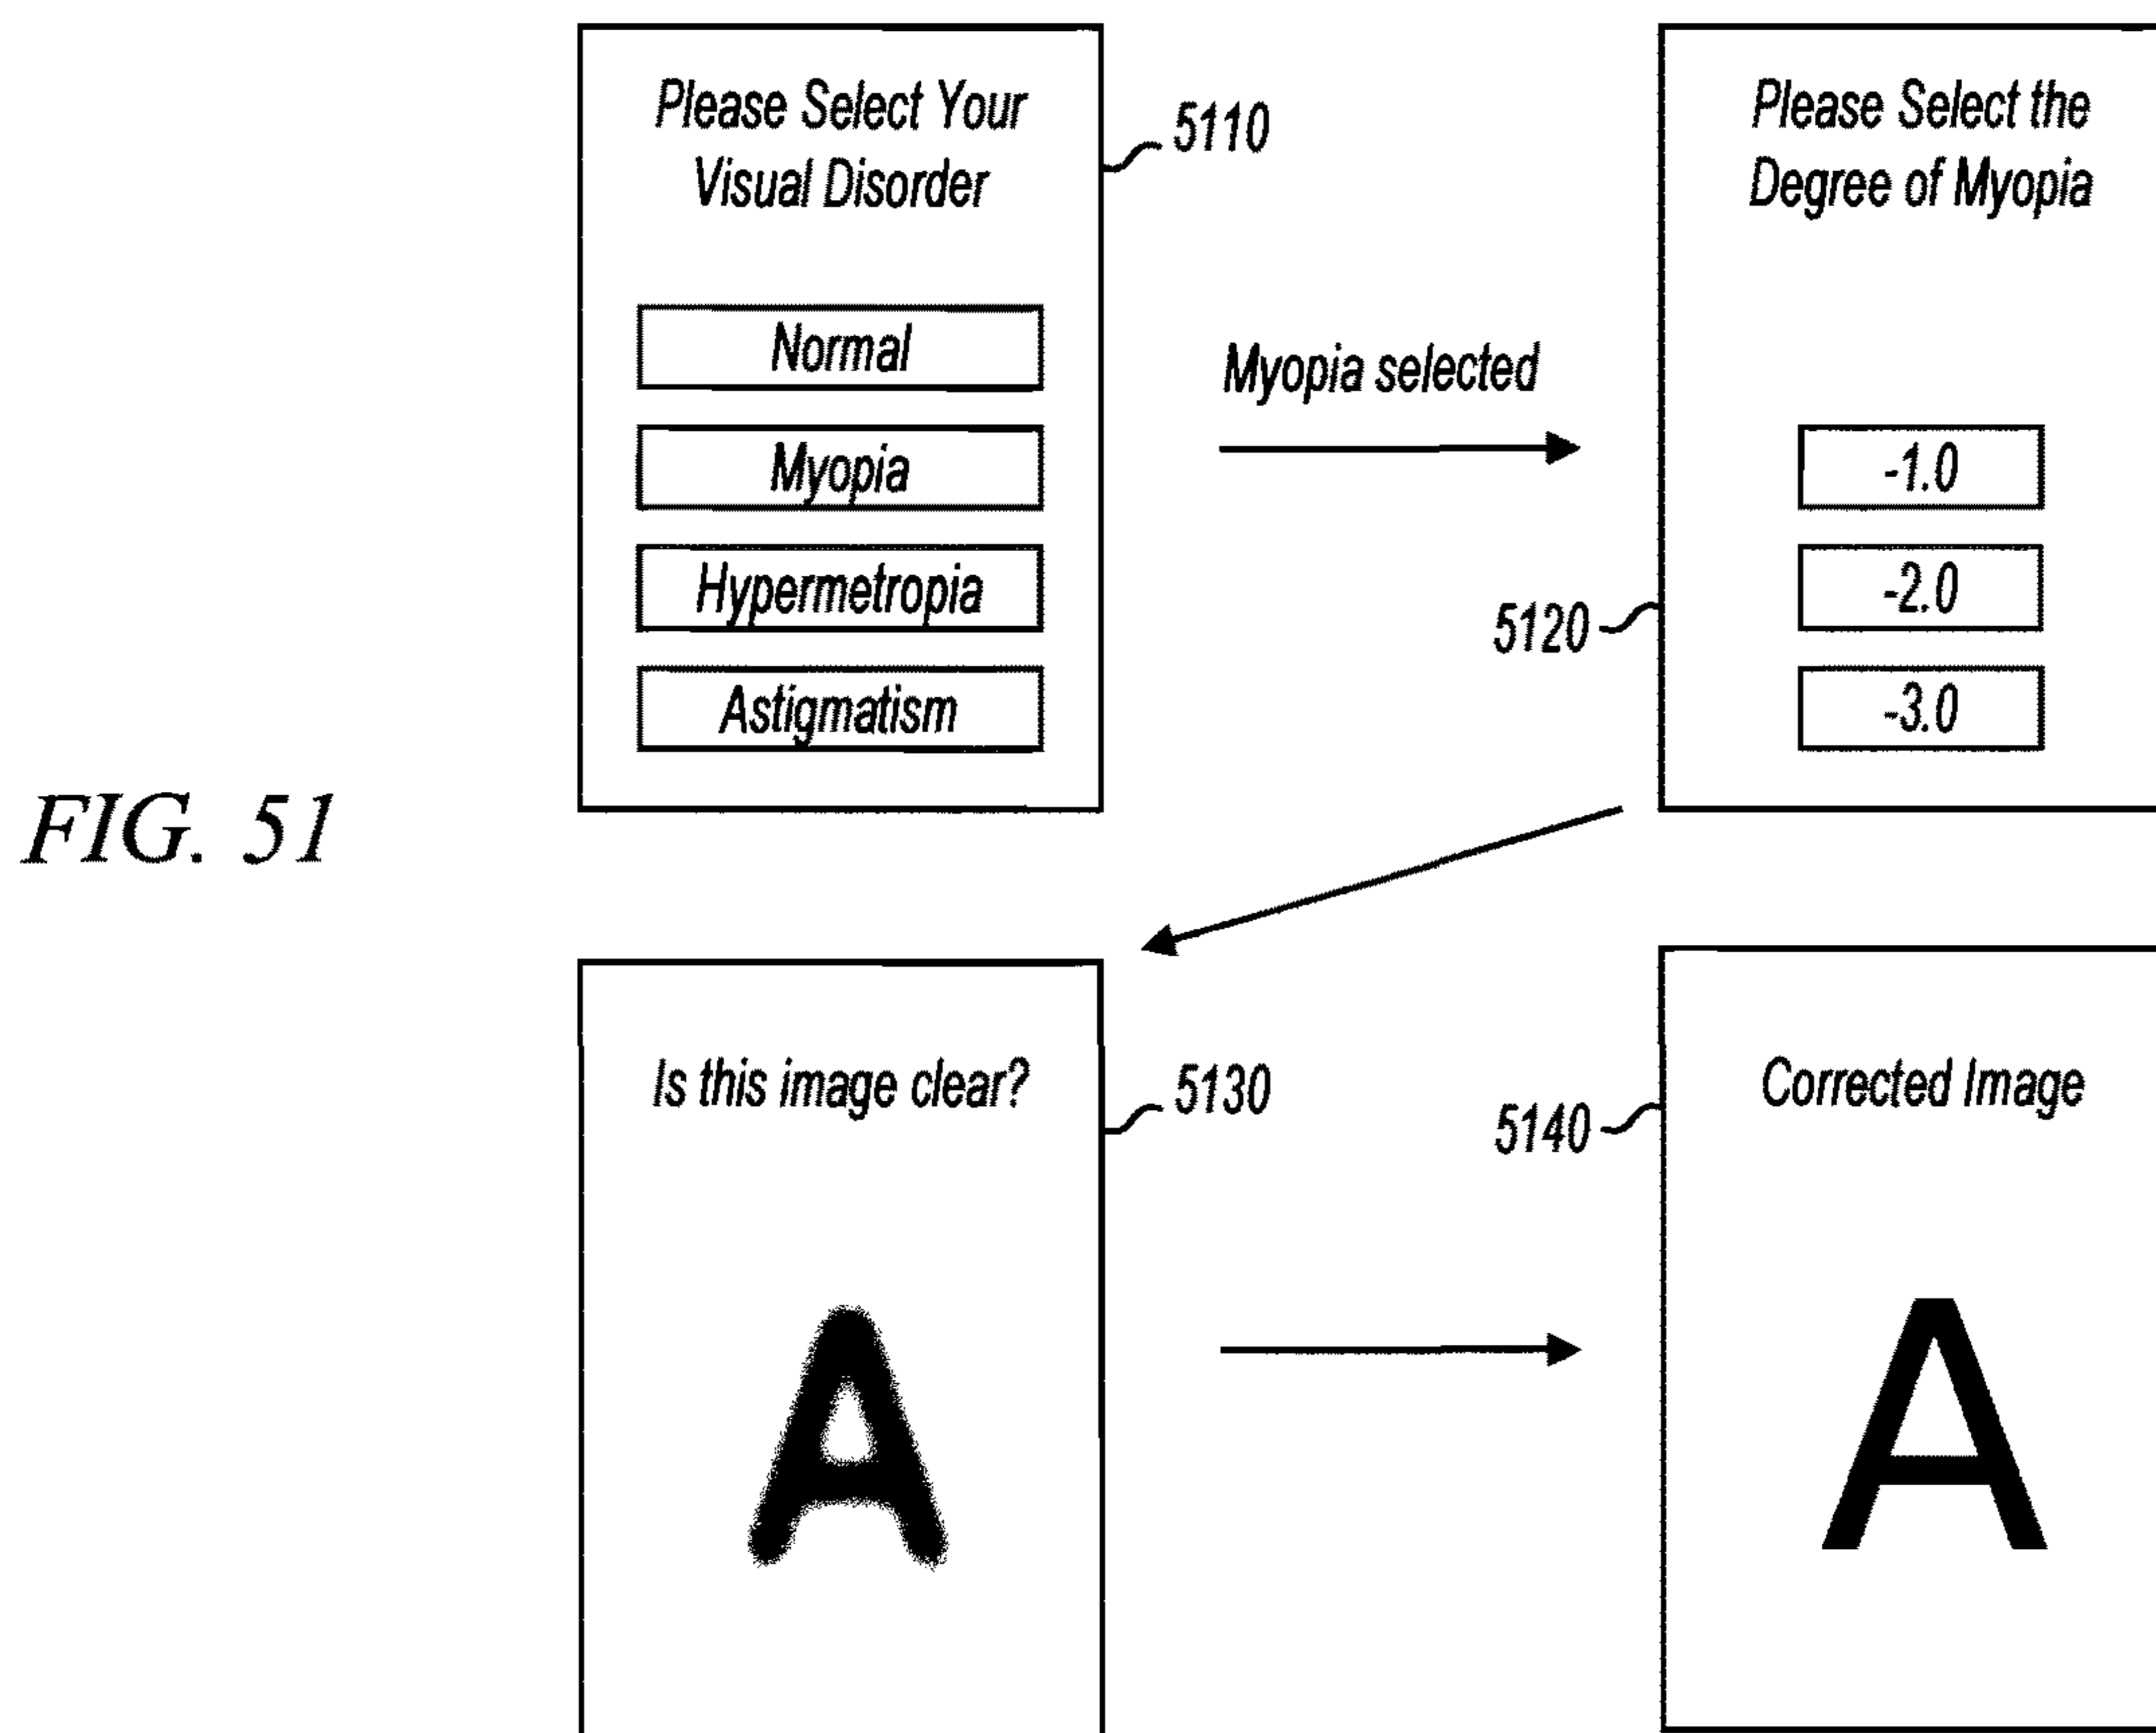 Please Select Your
Visual Disorder
5110
Normal
Myopia
Hypermetropia
Astigmatism
Myopia selected
Please Select the
Degree of Myopia
5120
-1.0
-2.0
-3.0
FIG. 51
Is this image clear?
5130
A
5140
Corrected Image
A